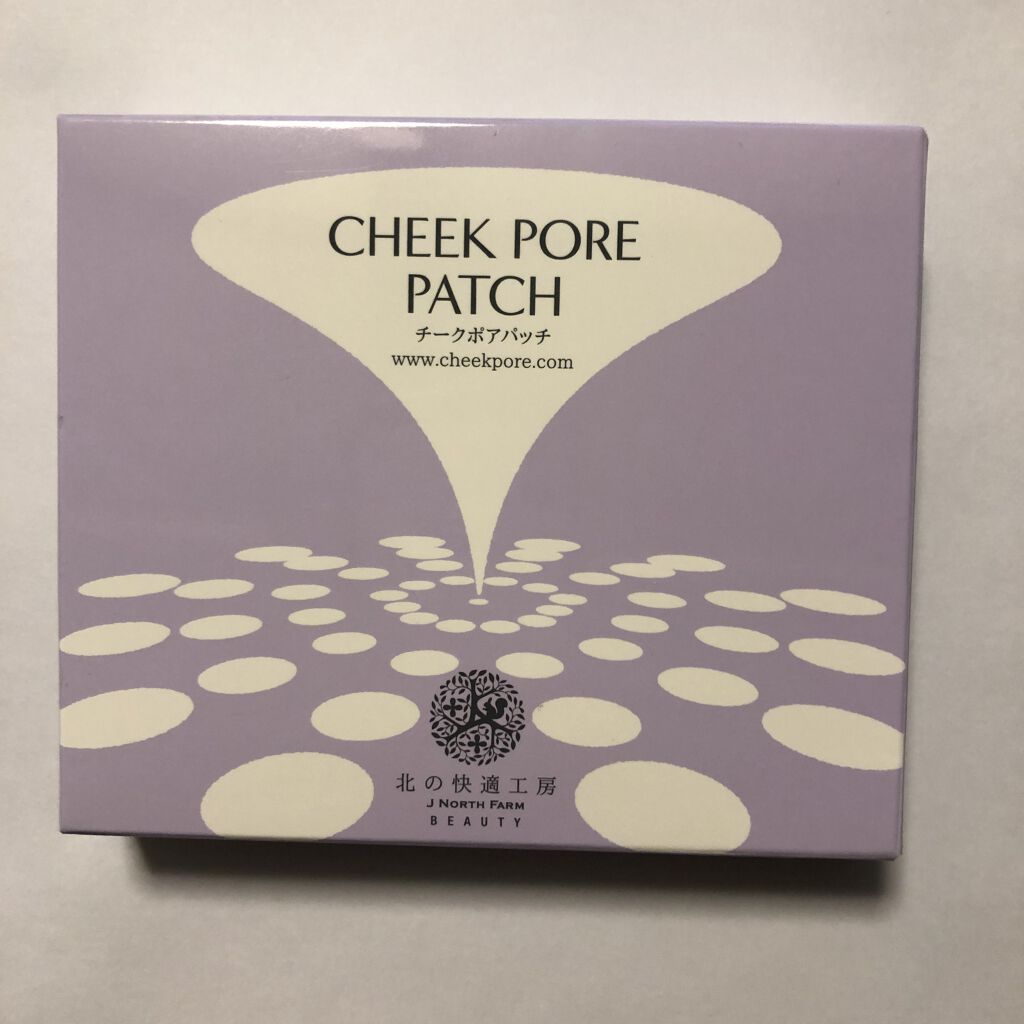 CHEEK PORE
PATCH
チークポアパッチ
www.cheekpore.com
北の快適工房
J NORTH FARM
BEAUTY